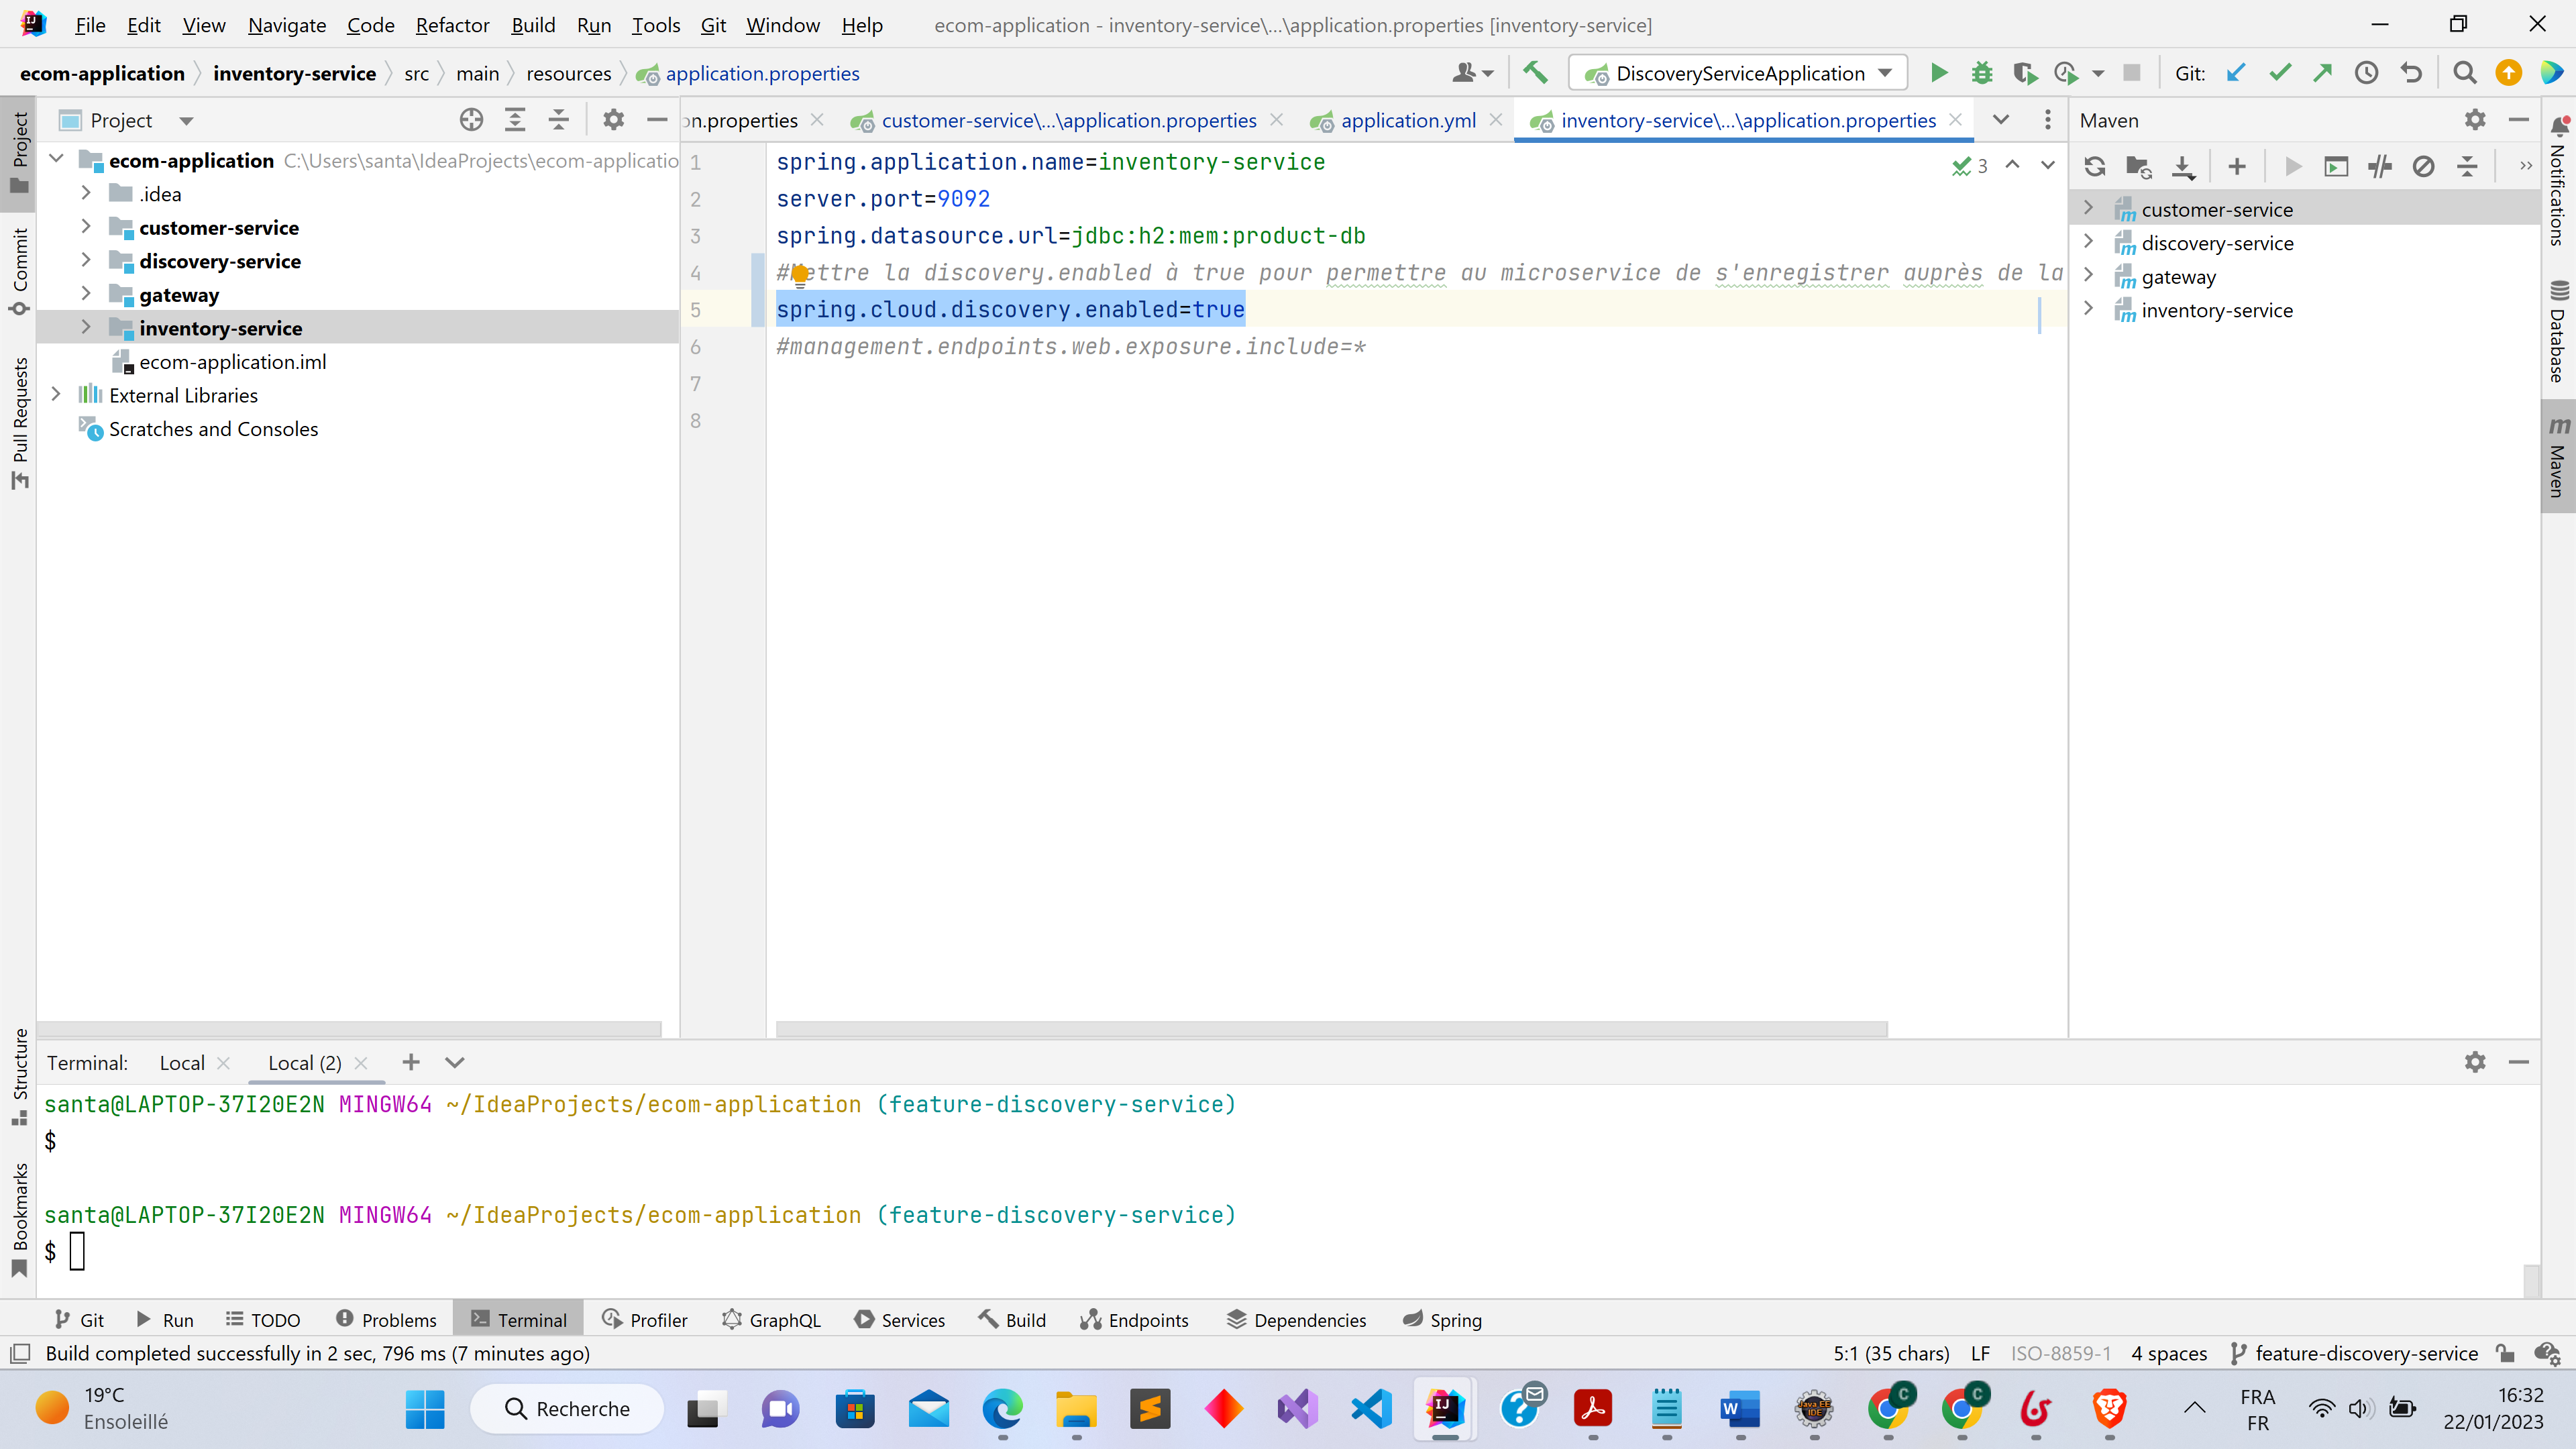 File Edit View Navigate Code Refactor Build Run Tools Git Window Help ecom-application - inventory-service\...\application.properties [inventory-service]
ecom-application inventory-service src main resources application.properties DiscoveryServiceApplication Git:
Project
n.properties customer-service\...\application.properties application.yml inventory-service\...\application.properties
Maven
ecom-application C:\Users\santa\IdeaProjects\ecom-applicatio
.idea
customer-service
discovery-service
gateway
inventory-service
ecom-application.iml
External Libraries
Scratches and Consoles
1 spring.application.name=inventory-service
2 server.port=9092
3 spring.datasource.url=jdbc:h2:mem:product-db
4 #Mettre la discovery.enabled à true pour permettre au microservice de s'enregistrer auprès de la
5 spring.cloud.discovery.enabled=true
6 #management.endpoints.web.exposure.include=*
7
8
3
customer-service
discovery-service
gateway
inventory-service
Project
Commit
Pull Requests
Structure
Bookmarks
Notifications
Database
m Maven
Terminal: Local Local (2)
santa@LAPTOP-37I20E2N MINGW64 ~/IdeaProjects/ecom-application (feature-discovery-service)
$
santa@LAPTOP-37I20E2N MINGW64 ~/IdeaProjects/ecom-application (feature-discovery-service)
$
Git Run TODO Problems Terminal Profiler GraphQL Services Build Endpoints Dependencies Spring
Build completed successfully in 2 sec, 796 ms (7 minutes ago) 5:1 (35 chars) LF ISO-8859-1 4 spaces feature-discovery-service
19°C
Ensoleillé
Recherche
FRA
FR
16:32
22/01/2023